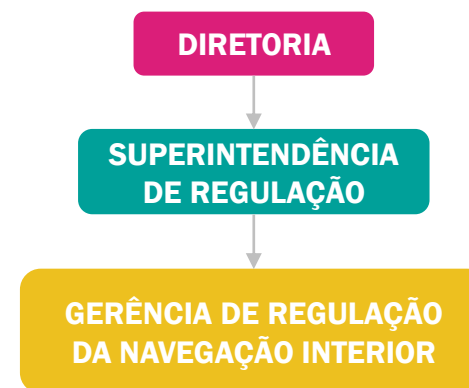 DIRETORIA
SUPERINTENDÊNCIA
DE REGULAÇÃO
GERÊNCIA DE REGULAÇÃO
DA NAVEGAÇÃO INTERIOR